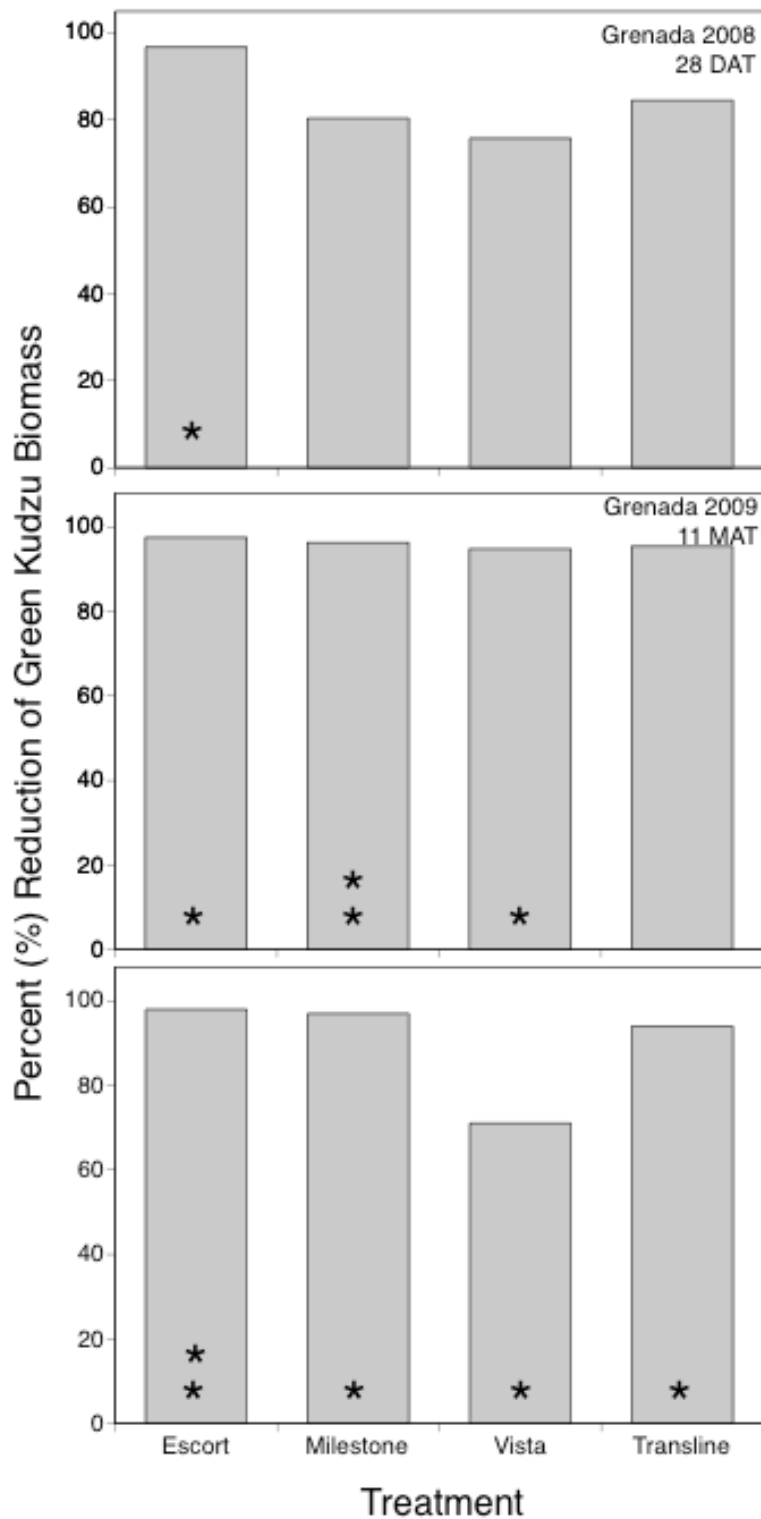 Percent (%) Reduction of Green Kudzu Biomass
Grenada 2008
28 DAT
100
80
60
40
20
0
*
Grenada 2009
11 MAT
100
80
60
40
20
0
*
*
* * *
100
80
60
40
20
0
*
* * * *
Escort Milestone Vista Transline
Treatment